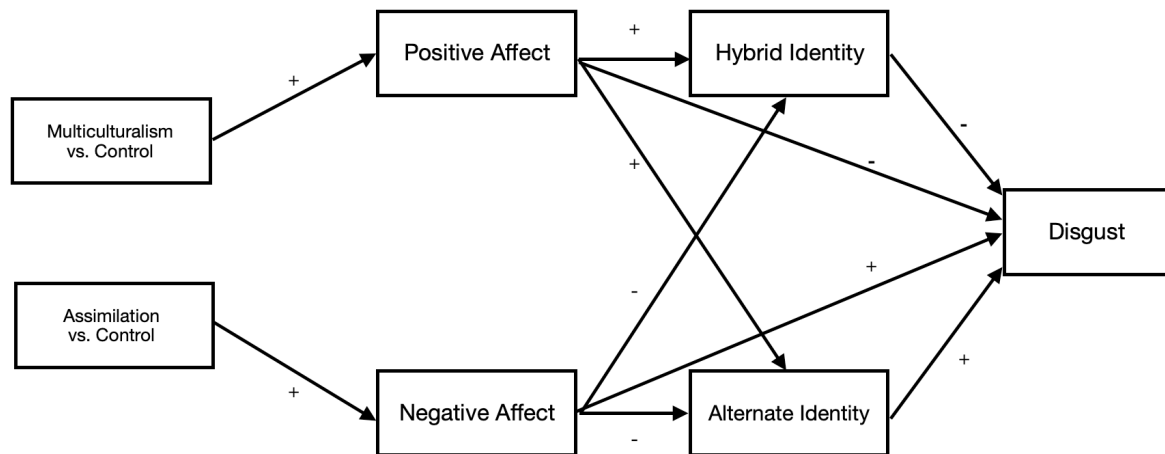 +
Positive Affect
Hybrid Identity
+
Multiculturalism
vs. Control
-
+
-
Disgust
+
-
Assimilation
vs. Control
+
+
Negative Affect
Alternate Identity
-